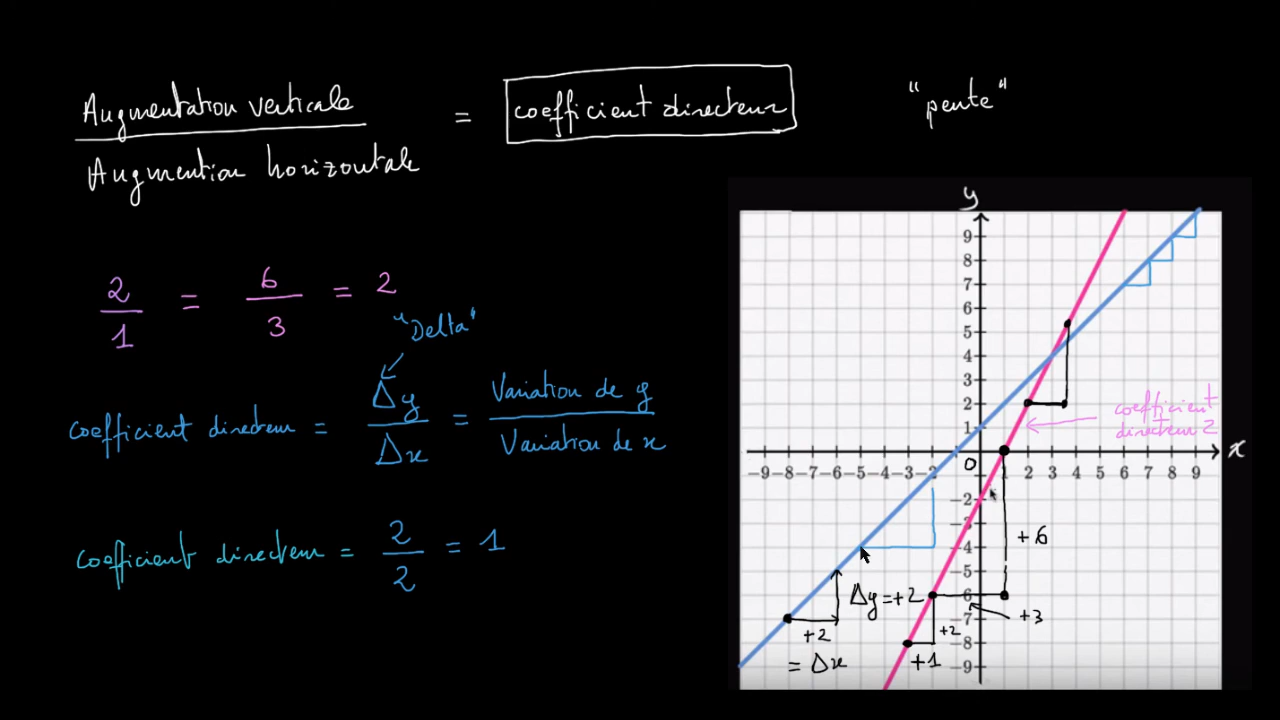 Augmentation verticale
Augmention horizontale
= coefficient directeur
"pente"
2/1 = 6/3 = 2
"Delta"
coefficient directeur = Δy/Δx = Variation de y/Variation de x
coefficient directeur = 2/2 = 1
y
9
8
7
6
5
4
3
2
1
coefficient
directeur 2
x
0
-9 -8 -7 -6 -5 -4 -3 -2 2 3 4 5 6 7 8 9
-2
-3
-4
-5
-6
-7
-8
-9
+6
Δy=+2
+3
+2
+2
= Δx
+1